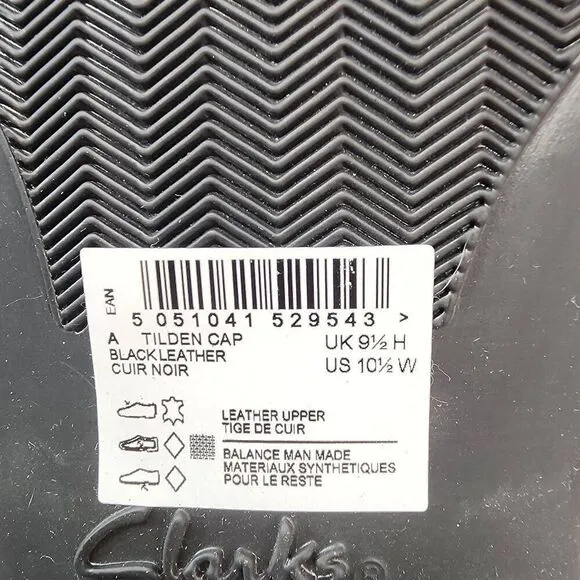 EAN
5 051041 529543 >
A TILDEN CAP UK 9½ H
BLACK LEATHER US 10½ W
CUIR NOIR
LEATHER UPPER
TIGE DE CUIR
BALANCE MAN MADE
MATERIAUX SYNTHETIQUES
POUR LE RESTE
Clarks